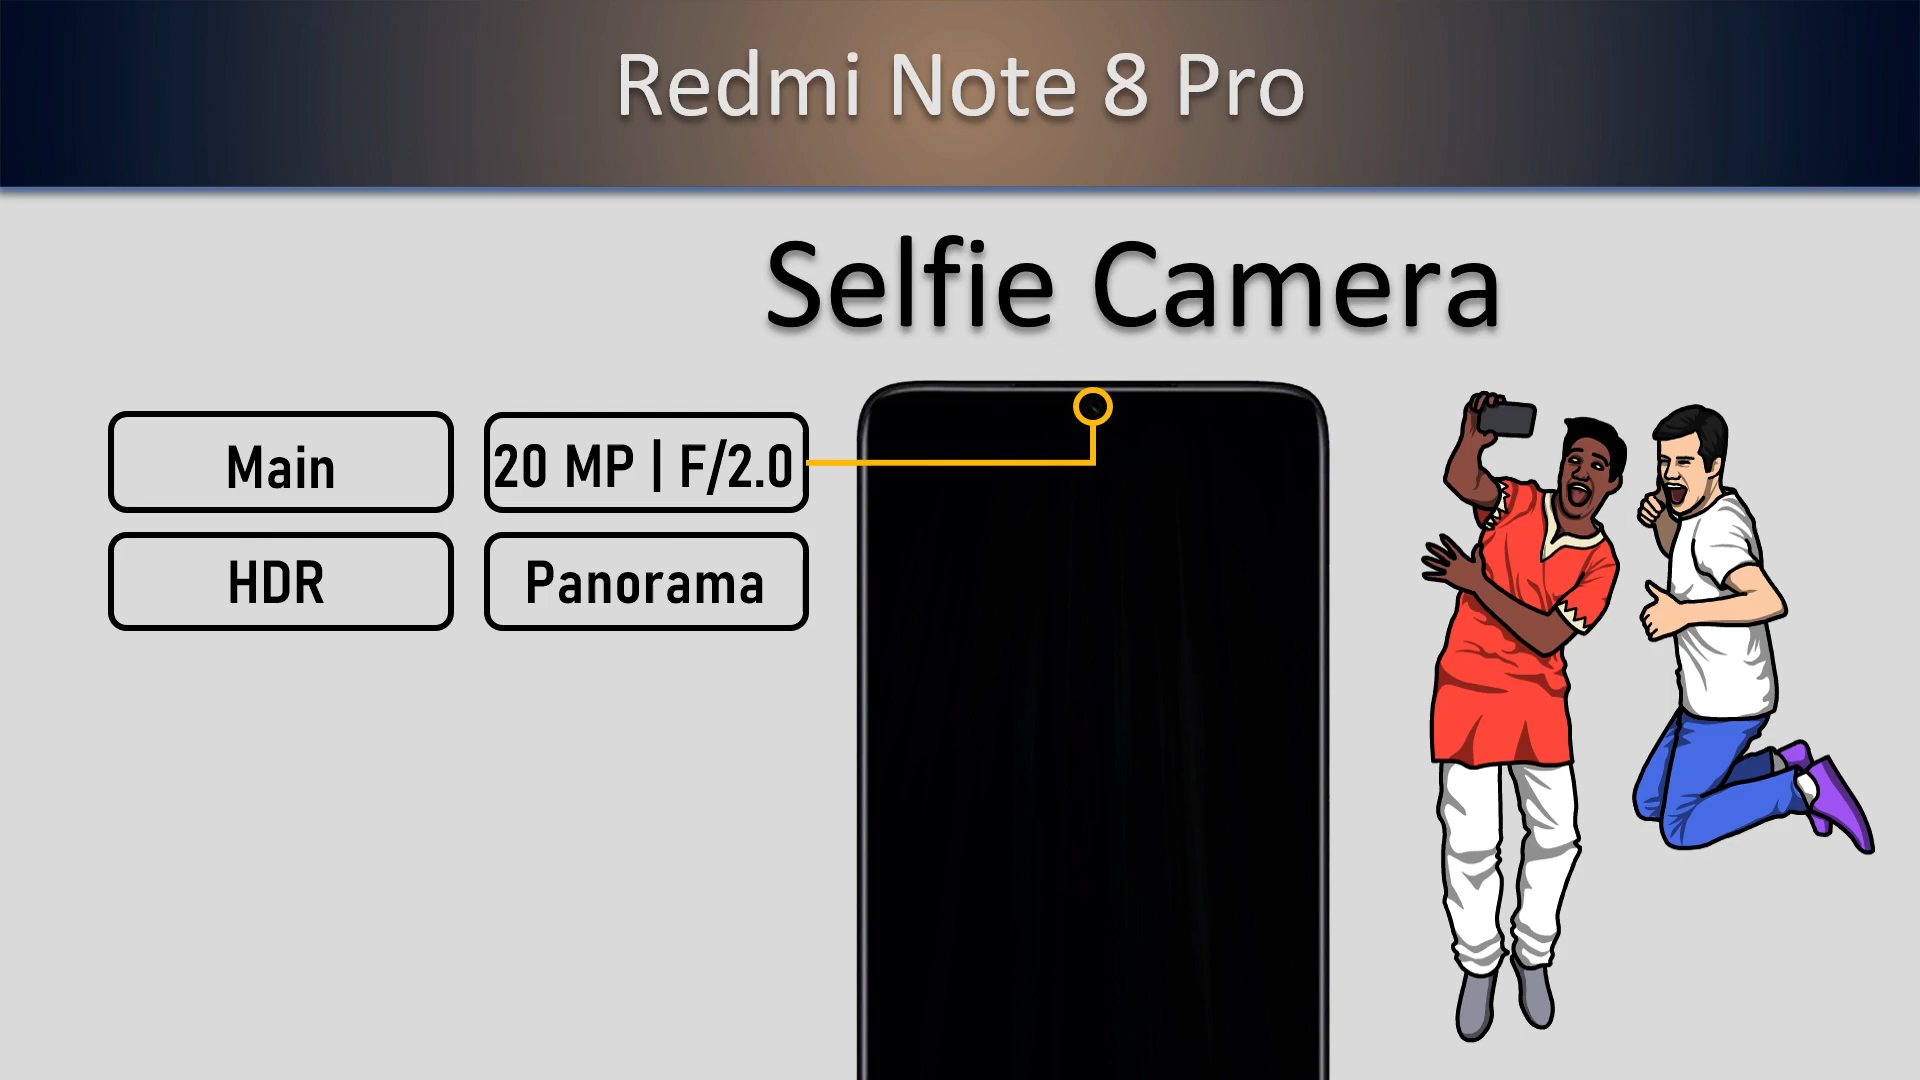 Redmi Note 8 Pro
Selfie Camera
Main
20 MP | F/2.0
HDR
Panorama